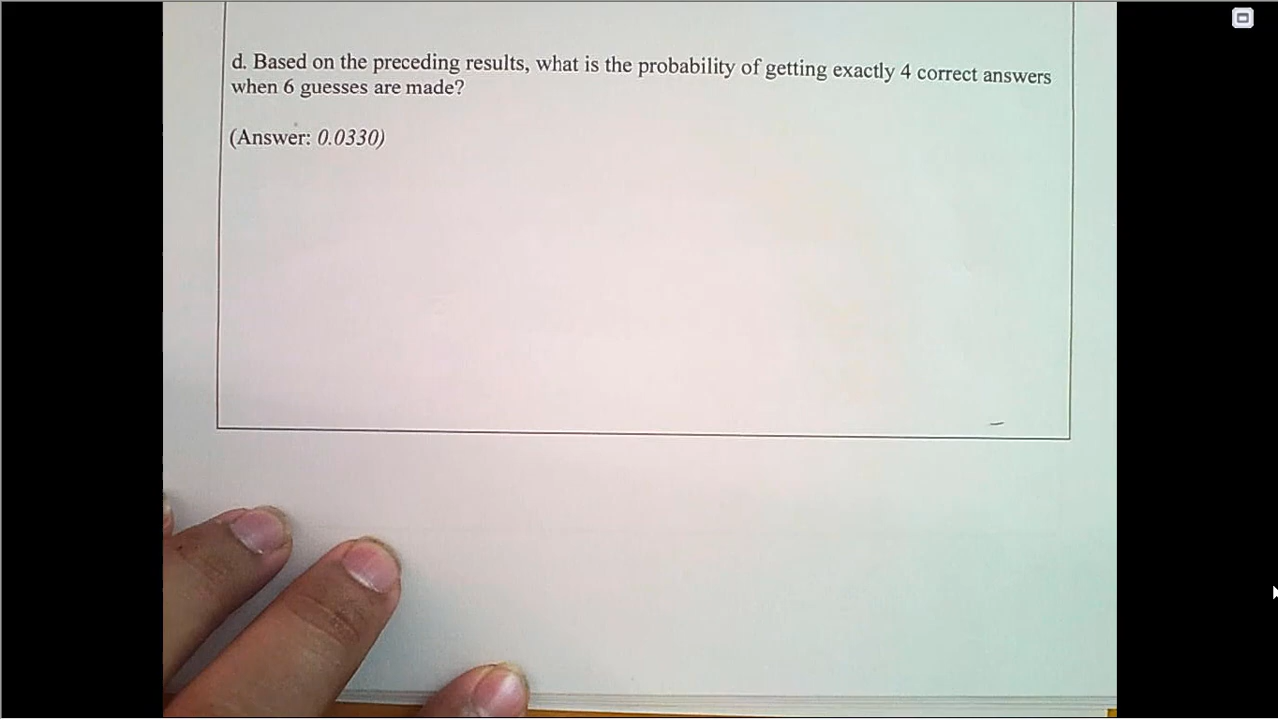 d. Based on the preceding results, what is the probability of getting exactly 4 correct answers
when 6 guesses are made?
(Answer: 0.0330)